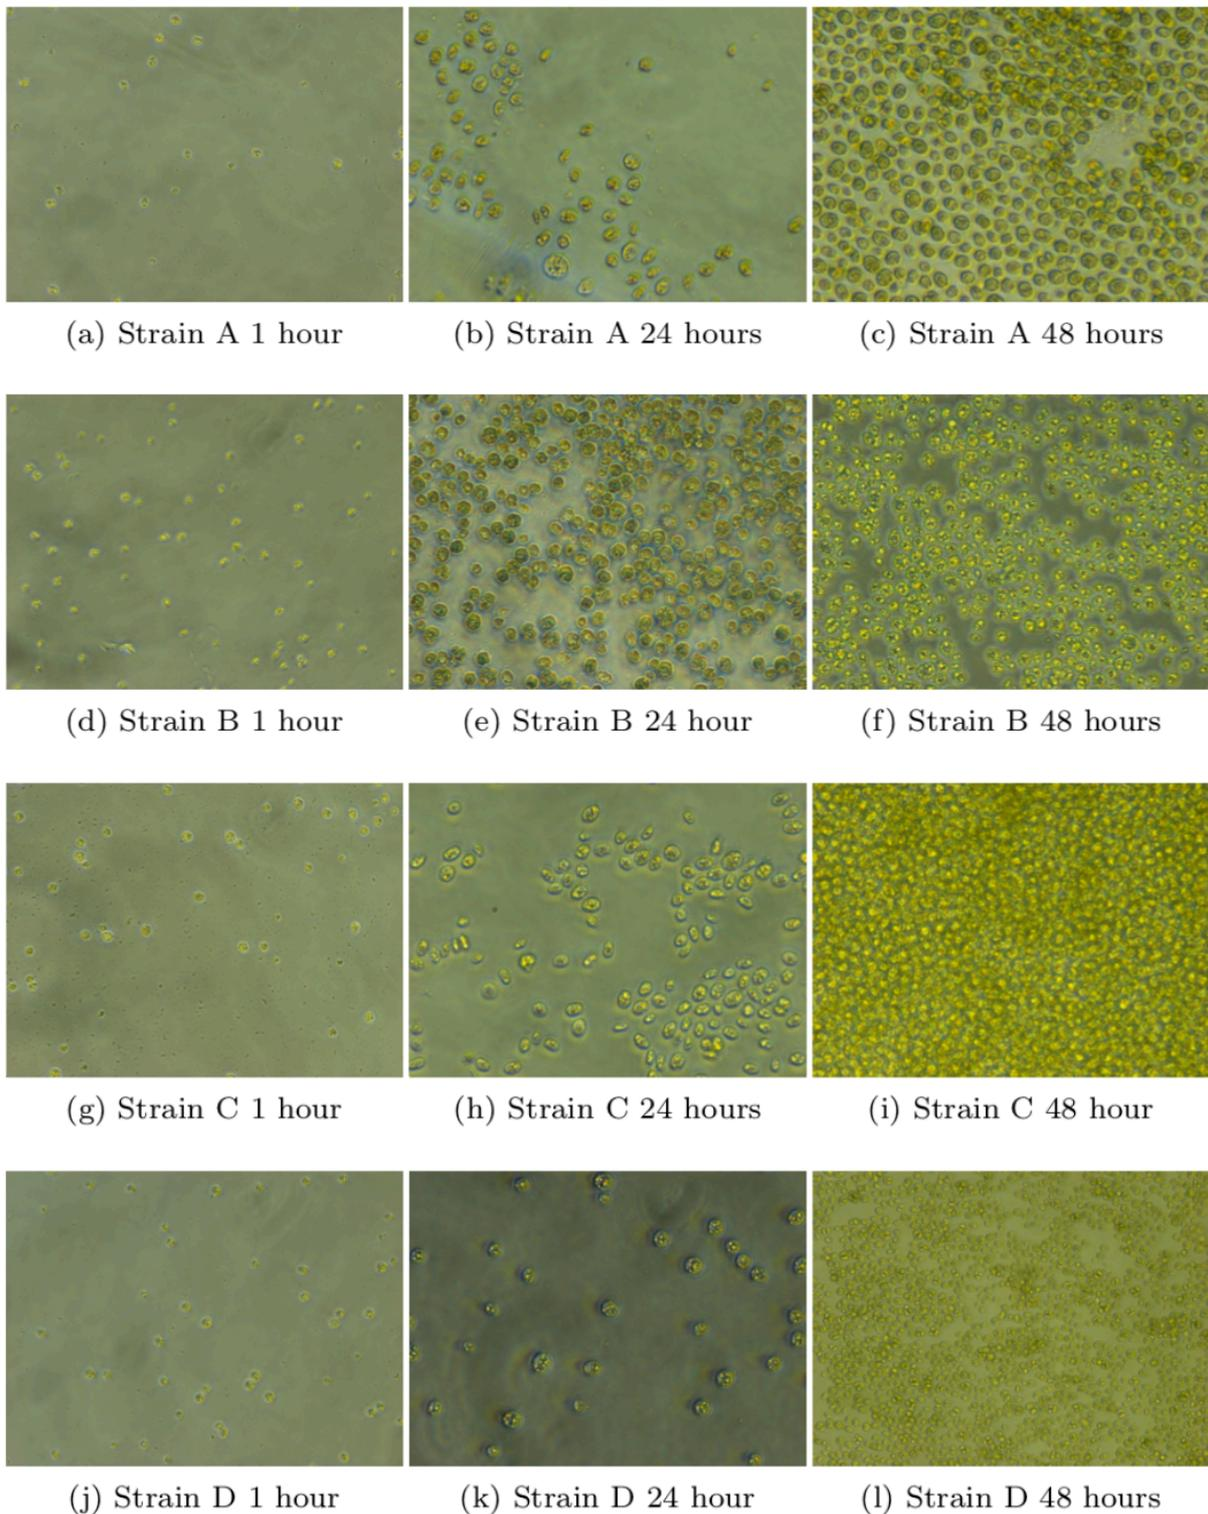 (a) Strain A 1 hour
(b) Strain A 24 hours
(c) Strain A 48 hours
(d) Strain B 1 hour
(e) Strain B 24 hour
(f) Strain B 48 hours
(g) Strain C 1 hour
(h) Strain C 24 hours
(i) Strain C 48 hour
(j) Strain D 1 hour
(k) Strain D 24 hour
(l) Strain D 48 hours